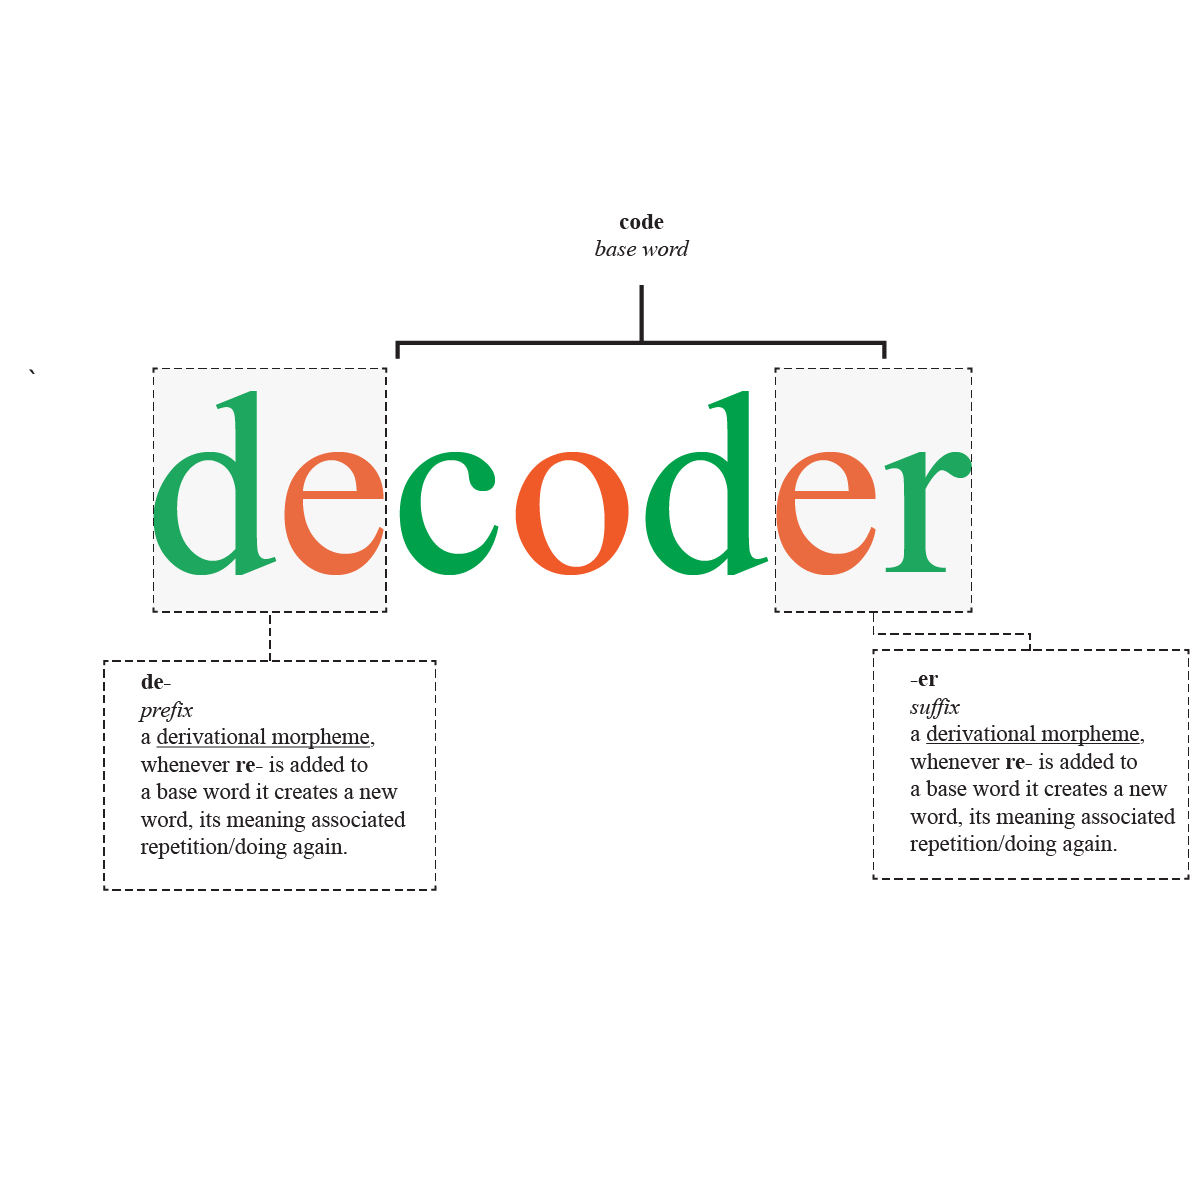 code
base word
`
decoder
de-
prefix
a derivational morpheme,
whenever re- is added to
a base word it creates a new
word, its meaning associated
repetition/doing again.
-er
suffix
a derivational morpheme,
whenever re- is added to
a base word it creates a new
word, its meaning associated
repetition/doing again.